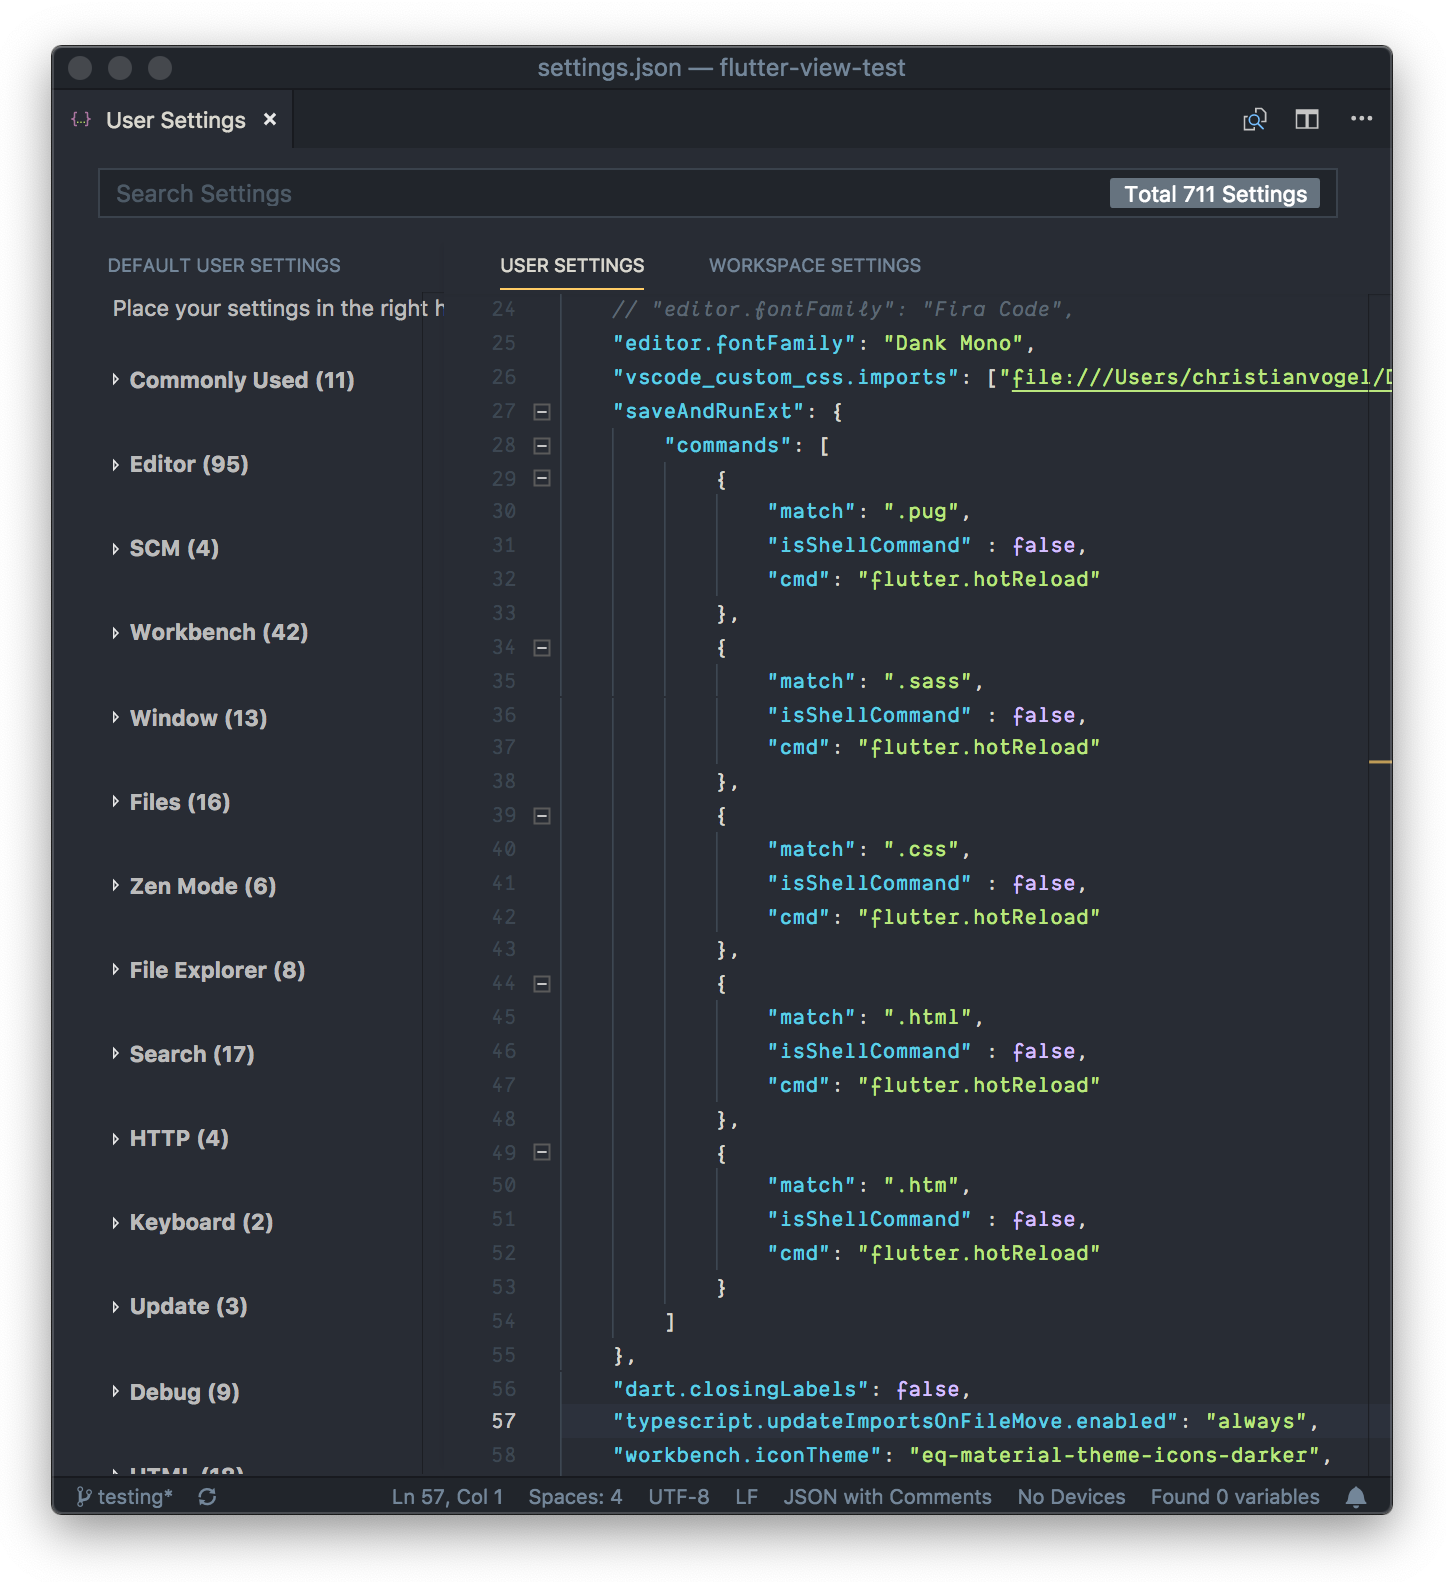 settings.json — flutter-view-test
{..} User Settings ×
Search Settings
Total 711 Settings
DEFAULT USER SETTINGS
USER SETTINGS
WORKSPACE SETTINGS
Place your settings in the right h
Commonly Used (11)
Editor (95)
SCM (4)
Workbench (42)
Window (13)
Files (16)
Zen Mode (6)
File Explorer (8)
Search (17)
HTTP (4)
Keyboard (2)
Update (3)
Debug (9)
HTML (18)
24 // "editor.fontFamily": "Fira Code",
25 "editor.fontFamily": "Dank Mono",
26 "vscode_custom_css.imports": ["file:///Users/christianvogel/D
27 "saveAndRunExt": {
28 "commands": [
29 {
30 "match": ".pug",
31 "isShellCommand" : false,
32 "cmd": "flutter.hotReload"
33 },
34 {
35 "match": ".sass",
36 "isShellCommand" : false,
37 "cmd": "flutter.hotReload"
38 },
39 {
40 "match": ".css",
41 "isShellCommand" : false,
42 "cmd": "flutter.hotReload"
43 },
44 {
45 "match": ".html",
46 "isShellCommand" : false,
47 "cmd": "flutter.hotReload"
48 },
49 {
50 "match": ".htm",
51 "isShellCommand" : false,
52 "cmd": "flutter.hotReload"
53 }
54 ]
55 },
56 "dart.closingLabels": false,
57 "typescript.updateImportsOnFileMove.enabled": "always",
58 "workbench.iconTheme": "eq-material-theme-icons-darker",
testing* Ln 57, Col 1 Spaces: 4 UTF-8 LF JSON with Comments No Devices Found 0 variables